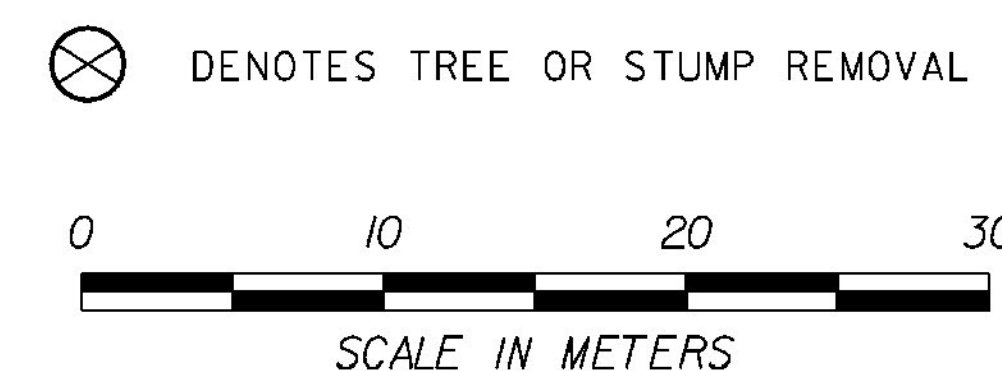 DENOTES TREE OR STUMP REMOVAL
0 10 20 30
SCALE IN METERS